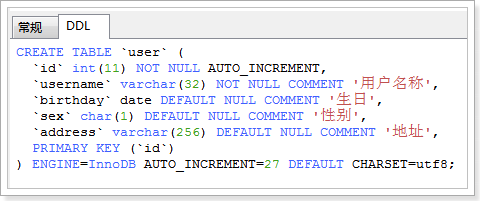 常规 DDL
CREATE TABLE `user` (
  `id` int(11) NOT NULL AUTO_INCREMENT,
  `username` varchar(32) NOT NULL COMMENT '用户名称',
  `birthday` date DEFAULT NULL COMMENT '生日',
  `sex` char(1) DEFAULT NULL COMMENT '性别',
  `address` varchar(256) DEFAULT NULL COMMENT '地址',
  PRIMARY KEY (`id`)
) ENGINE=InnoDB AUTO_INCREMENT=27 DEFAULT CHARSET=utf8;